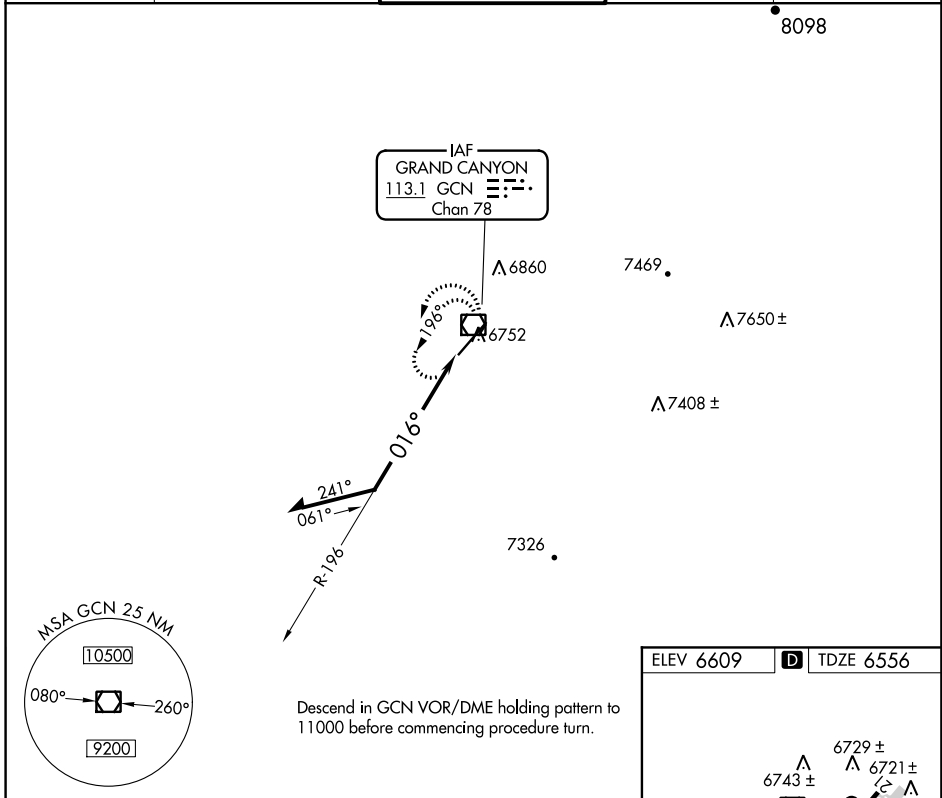 8098
IAF
GRAND CANYON
113.1 GCN
Chan 78
6860
7469
196°
6752
7650 ±
7408 ±
016°
241°
061°
7326
R-196
MSA GCN 25 NM
10500
080°
260°
9200
Descend in GCN VOR/DME holding pattern to
11000 before commencing procedure turn.
ELEV 6609 D TDZE 6556
6729 ±
6743 ±
6721 ±
21